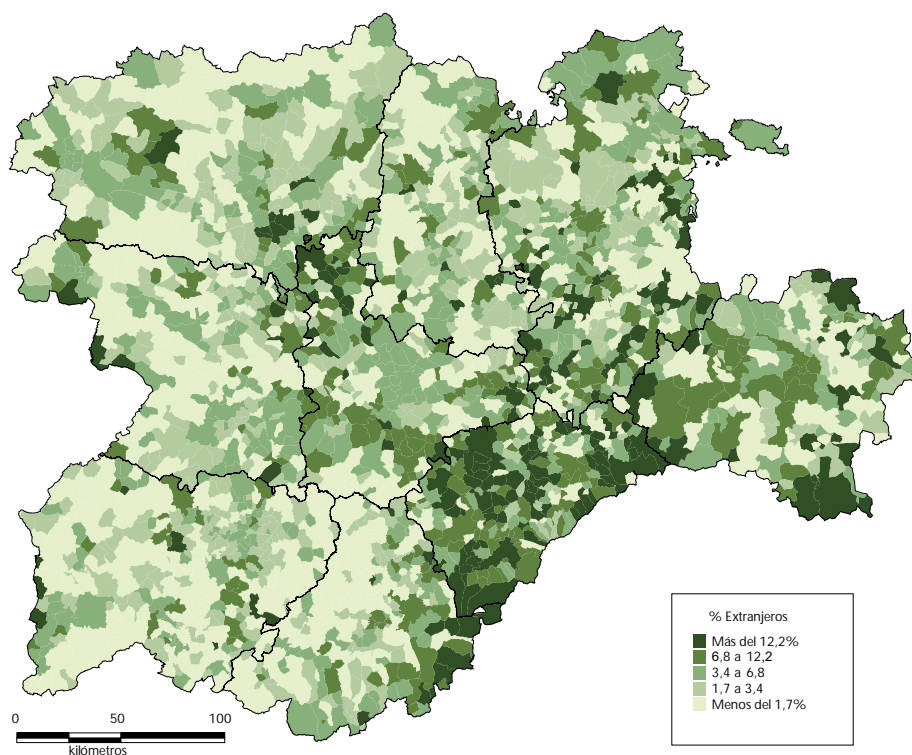 % Extranjeros
Más del 12,2%
6,8 a 12,2
3,4 a 6,8
1,7 a 3,4
Menos del 1,7%
0 50 100
kilómetros